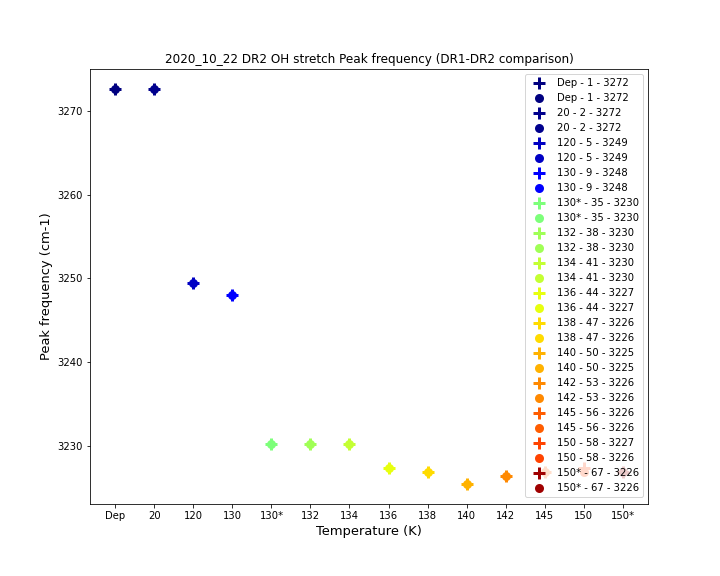 2020_10_22 DR2 OH stretch Peak frequency (DR1-DR2 comparison)
Peak frequency (cm-1)
3270
3260
3250
3240
3230
Dep - 1 - 3272
Dep - 1 - 3272
20 - 2 - 3272
20 - 2 - 3272
120 - 5 - 3249
120 - 5 - 3249
130 - 9 - 3248
130 - 9 - 3248
130* - 35 - 3230
130* - 35 - 3230
132 - 38 - 3230
132 - 38 - 3230
134 - 41 - 3230
134 - 41 - 3230
136 - 44 - 3227
136 - 44 - 3227
138 - 47 - 3226
138 - 47 - 3226
140 - 50 - 3225
140 - 50 - 3225
142 - 53 - 3226
142 - 53 - 3226
145 - 56 - 3226
145 - 56 - 3226
150 - 58 - 3227
150 - 58 - 3226
150* - 67 - 3226
150* - 67 - 3226
Dep 20 120 130 130* 132 134 136 138 140 142 145 150 150*
Temperature (K)